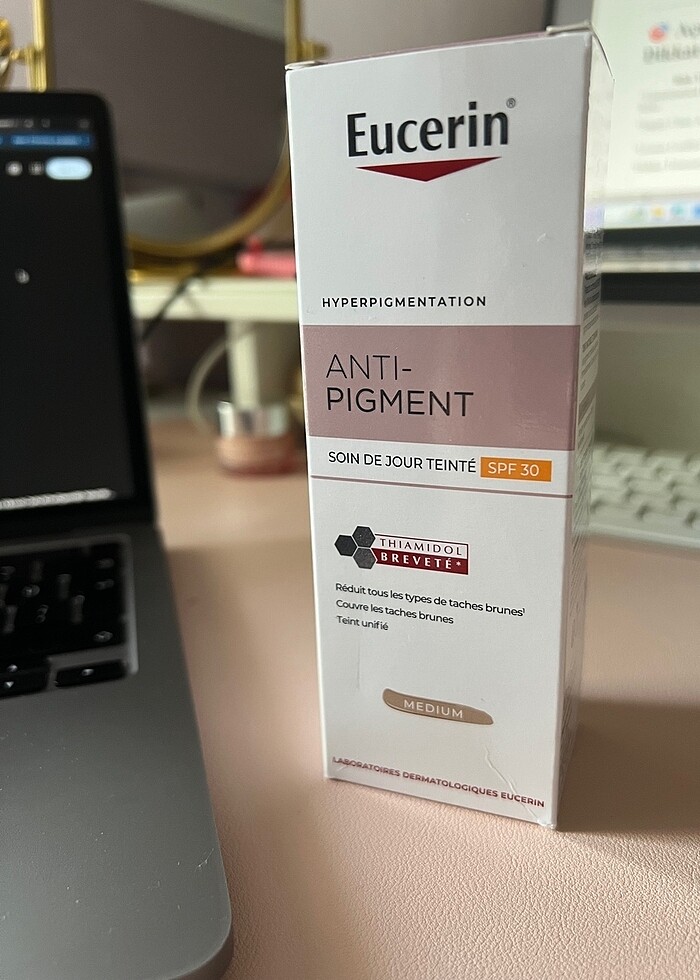 Eucerin®
HYPERPIGMENTATION
ANTI-
PIGMENT
SOIN DE JOUR TEINTÉ SPF 30
THIAMIDOL
BREVETÉ*
Réduit tous les types de taches brunes¹
Couvre les taches brunes
Teint unifié
MEDIUM
LABORATOIRES DERMATOLOGIQUES EUCERIN